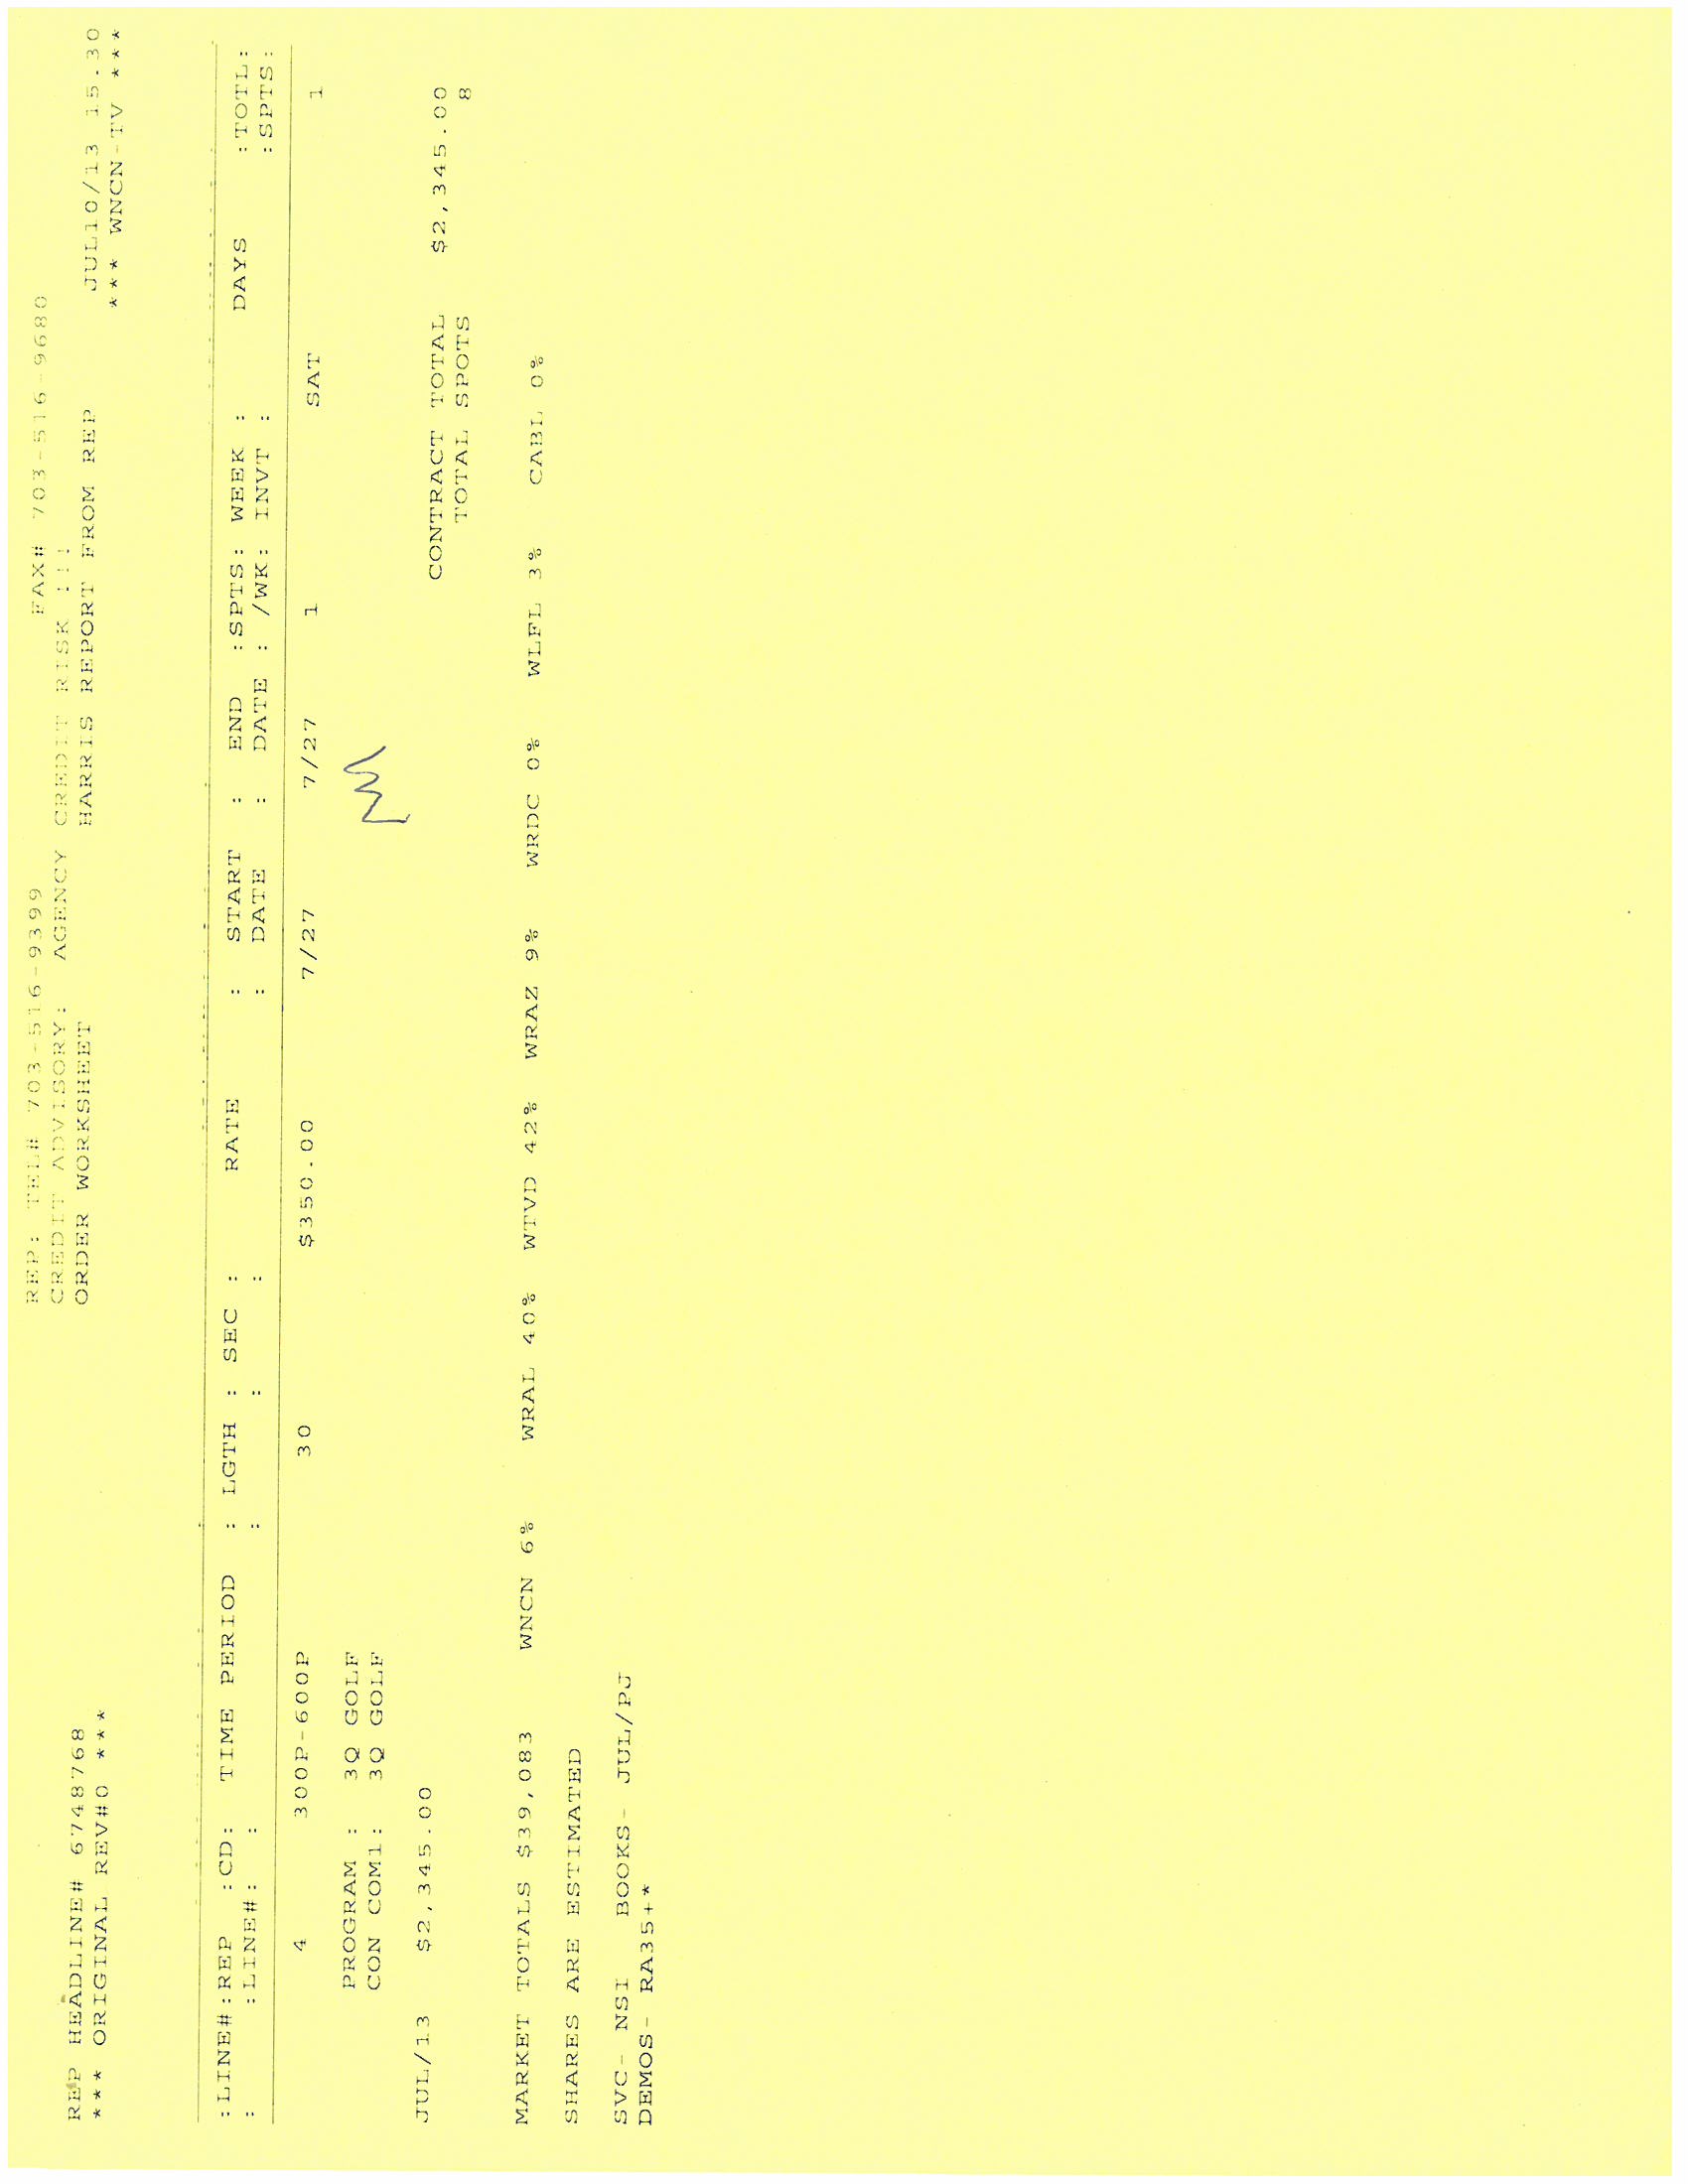 REP: TEL# 703-516-9399 FAX# 703-516-9680
CREDIT ADVISORY: AGENCY CREDIT RISK !!!
REP HEADLINE# 6748768 ORDER WORKSHEET HARRIS REPORT FROM REP JUL10/13 15.30
*** ORIGINAL REV#0 *** *** WNCN-TV ***
:LINE#:REP :CD: TIME PERIOD : LGTH : SEC : RATE : START : END :SPTS: WEEK : DAYS :TOTL:
: :LINE#: : : : : : DATE : DATE : /WK: INVT : :SPTS:
4 300P-600P 30 $350.00 7/27 7/27 1 SAT 1
PROGRAM : 3Q GOLF
CON COM1: 3Q GOLF
JUL/13 $2,345.00 CONTRACT TOTAL $2,345.00
TOTAL SPOTS 8
MARKET TOTALS $39,083 WNCN 6% WRAL 40% WTVD 42% WRAZ 9% WRDC 0% WLFL 3% CABL 0%
SHARES ARE ESTIMATED
SVC- NSI BOOKS- JUL/PJ
DEMOS- RA35+*